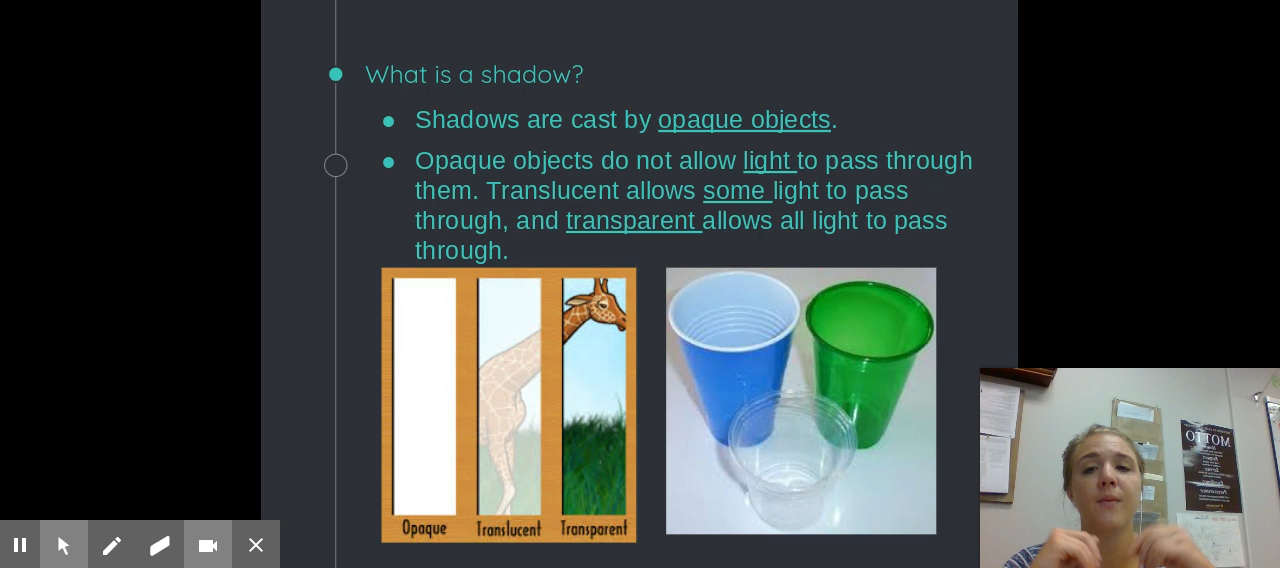 What is a shadow?
Shadows are cast by opaque objects.
Opaque objects do not allow light to pass through
them. Translucent allows some light to pass
through, and transparent allows all light to pass
through.
Opaque Translucent Transparent
MOTTO